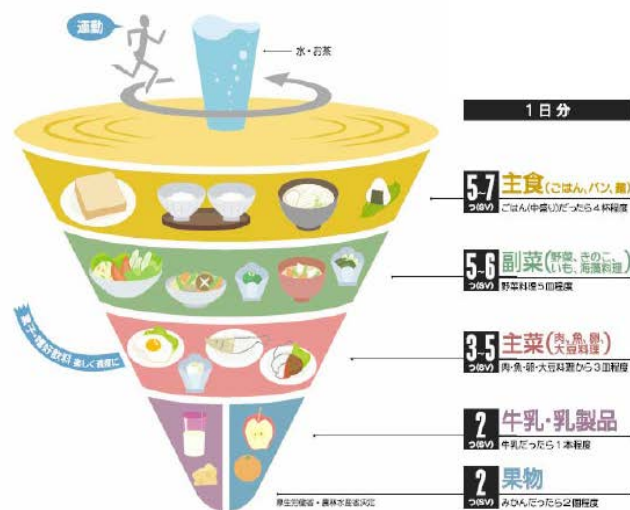 運動
水・お茶
1日分
5~7
つ(SV)
主食(ごはん、パン、麺)
ごはん(中盛り)だったら4杯程度
5~6
つ(SV)
副菜(野菜、きのこ、
いも、海藻料理)
野菜料理5皿程度
3~5
つ(SV)
主菜(肉、魚、卵、
大豆料理)
肉・魚・卵・大豆料理から3皿程度
菓子・嗜好飲料 楽しく適度に
2
つ(SV)
牛乳・乳製品
牛乳だったら1本程度
2
つ(SV)
果物
みかんだったら2個程度
厚生労働省・農林水産省決定